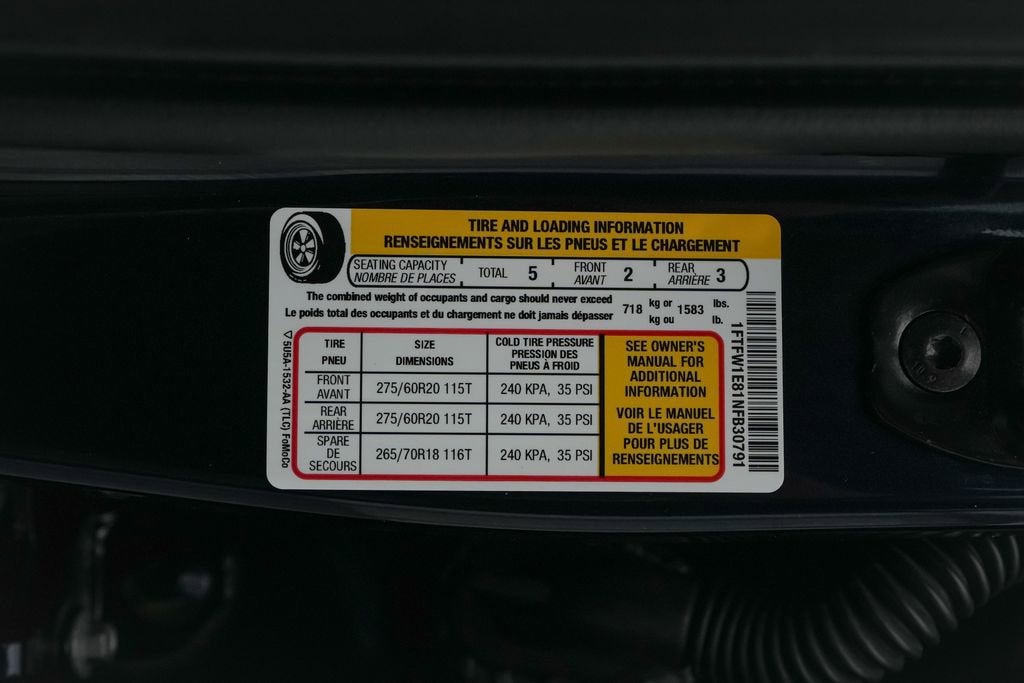 TIRE AND LOADING INFORMATION
RENSEIGNEMENTS SUR LES PNEUS ET LE CHARGEMENT
SEATING CAPACITY TOTAL 5 FRONT 2 REAR 3
NOMBRE DE PLACES AVANT ARRIÈRE
The combined weight of occupants and cargo should never exceed 718 kg or 1583 lbs.
Le poids total des occupants et du chargement ne doit jamais dépasser kg ou lb.
TIRE SIZE COLD TIRE PRESSURE
PNEU DIMENSIONS PRESSION DES
PNEUS À FROID
FRONT
AVANT 275/60R20 115T 240 KPA, 35 PSI
REAR
ARRIÈRE 275/60R20 115T 240 KPA, 35 PSI
SPARE
DE
SECOURS 265/70R18 116T 240 KPA, 35 PSI
SEE OWNER'S
MANUAL FOR
ADDITIONAL
INFORMATION
VOIR LE MANUEL
DE L'USAGER
POUR PLUS DE
RENSEIGNEMENTS
5U5A-1532-AA (TLC) FoMoCo
1FTFW1E81NFB30791